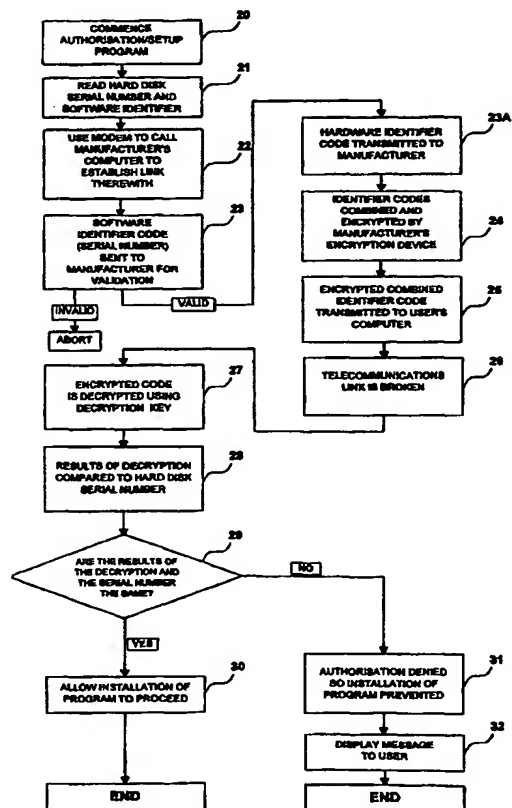 20
COMMENCE
AUTHORISATION/SETUP
PROGRAM
21
READ HARD DISK
SERIAL NUMBER AND
SOFTWARE IDENTIFIER
USE MODEM TO CALL
MANUFACTURER'S
COMPUTER TO
ESTABLISH LINK
THEREWITH
22
23
SOFTWARE
IDENTIFIER CODE
(SERIAL NUMBER)
SENT TO
MANUFACTURER FOR
VALIDATION
INVALID
VALID
ABORT
HARDWARE IDENTIFIER
CODE TRANSMITTED TO
MANUFACTURER
23A
IDENTIFIER CODES
COMBINED AND
ENCRYPTED BY
MANUFACTURER'S
ENCRYPTION DEVICE
24
ENCRYPTED COMBINED
IDENTIFIER CODE
TRANSMITTED TO USER'S
COMPUTER
25
TELECOMMUNICATIONS
LINK IS BROKEN
26
27
ENCRYPTED CODE
IS DECRYPTED USING
DECRYPTION KEY
28
RESULTS OF DECRYPTION
COMPARED TO HARD DISK
SERIAL NUMBER
29
ARE THE RESULTS OF
THE DECRYPTION AND
THE SERIAL NUMBER
THE SAME?
NO
YES
30
ALLOW INSTALLATION OF
PROGRAM TO PROCEED
END
31
AUTHORISATION DENIED
SO INSTALLATION OF
PROGRAM PREVENTED
32
DISPLAY MESSAGE
TO USER
END